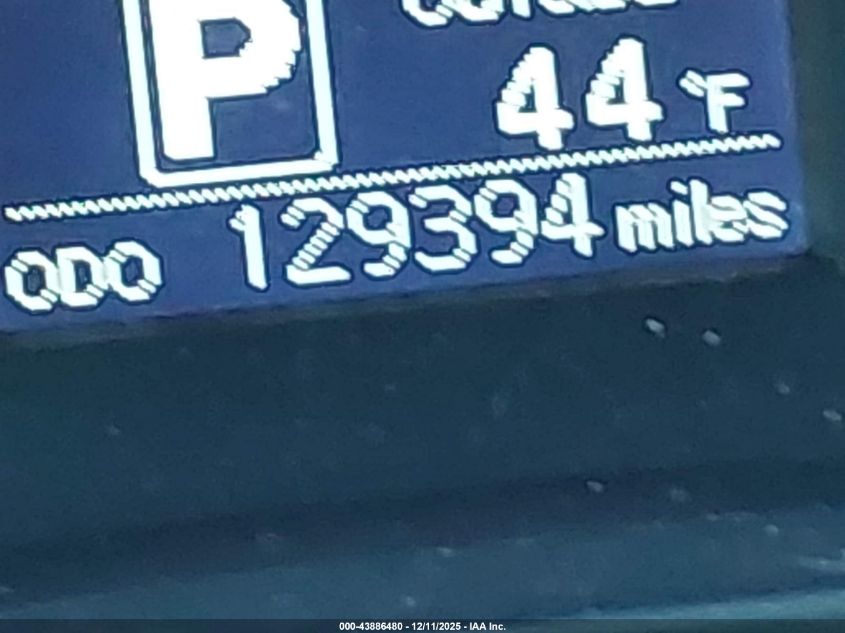 P
44 °F
ODO 129394 miles
000-43886480 - 12/11/2025 - IAA Inc.